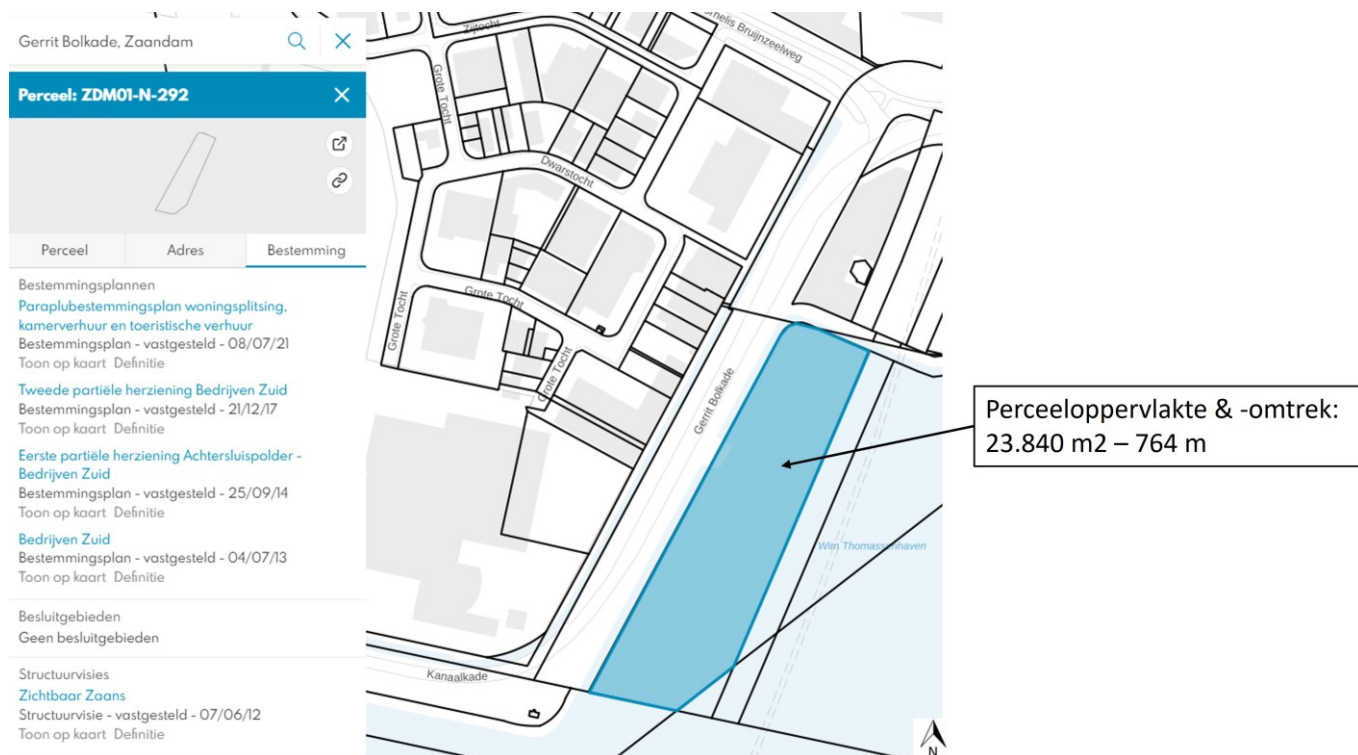 Gerrit Bolkade, Zaandam
Perceel: ZDM01-N-292
Perceel
Adres
Bestemming
Bestemmingsplannen
Paraplubestemmingsplan woningsplitsing,
kamerverhuur en toeristische verhuur
Bestemmingsplan - vastgesteld - 08/07/21
Toon op kaart Definitie
Tweede partiële herziening Bedrijven Zuid
Bestemmingsplan - vastgesteld - 21/12/17
Toon op kaart Definitie
Eerste partiële herziening Achtersluispolder -
Bedrijven Zuid
Bestemmingsplan - vastgesteld - 25/09/14
Toon op kaart Definitie
Bedrijven Zuid
Bestemmingsplan - vastgesteld - 04/07/13
Toon op kaart Definitie
Besluitgebieden
Geen besluitgebieden
Structuurvisies
Zichtbaar Zaans
Structuurvisie - vastgesteld - 07/06/12
Toon op kaart Definitie
Zijtocht
Bruijnzeelweg
Grote Tocht
Dwarstocht
Grote Tocht
Grote Tocht
Grote Tocht
Gerrit Bolkade
Wim Thomassenhaven
Kanaalkade
N
Perceeloppervlakte & -omtrek:
23.840 m2 – 764 m